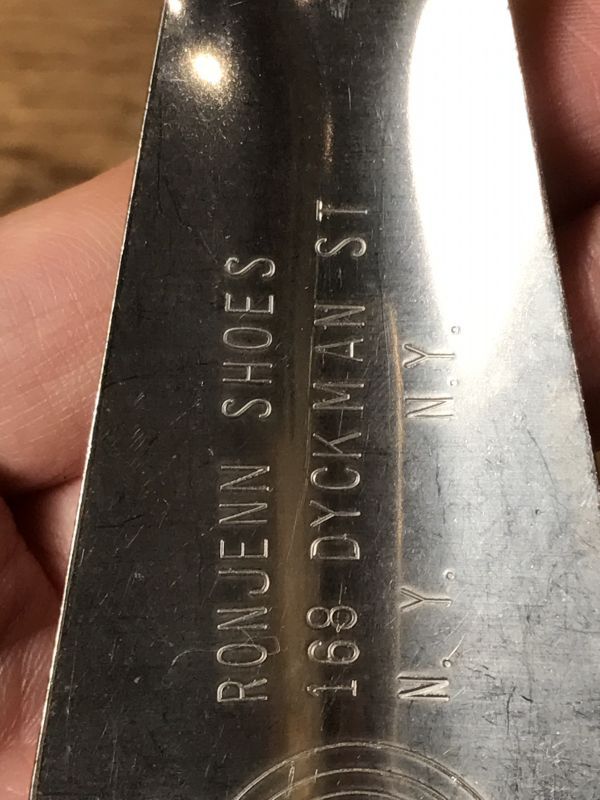 RONJENN SHOES
168 DYCKMAN ST
N. Y. N.Y.